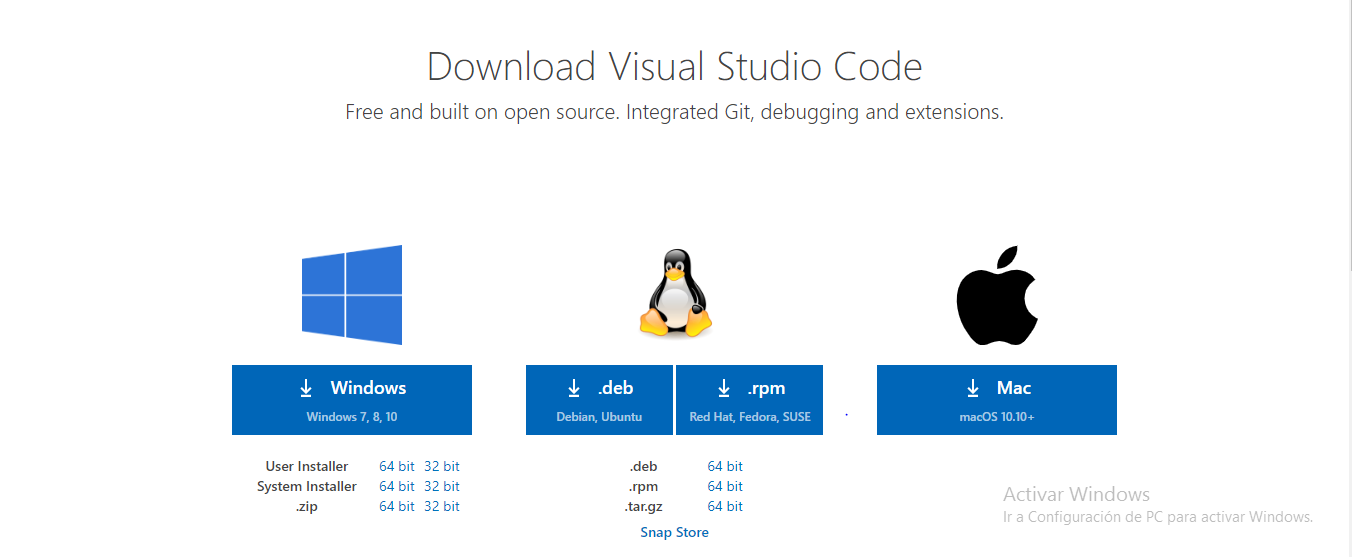 Download Visual Studio Code
Free and built on open source. Integrated Git, debugging and extensions.
Windows
Windows 7, 8, 10
.deb
Debian, Ubuntu
.rpm
Red Hat, Fedora, SUSE
Mac
macOS 10.10+
User Installer 64 bit 32 bit
System Installer 64 bit 32 bit
.zip 64 bit 32 bit
.deb 64 bit
.rpm 64 bit
.tar.gz 64 bit
Snap Store
Activar Windows
Ir a Configuración de PC para activar Windows.